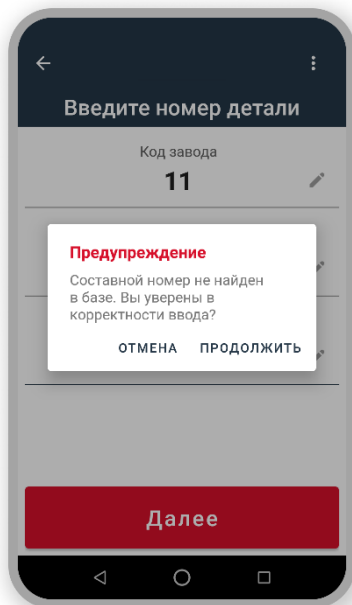 Введите номер детали
Код завода
11
Предупреждение
Составной номер не найден
в базе. Вы уверены в
корректности ввода?
ОТМЕНА ПРОДОЛЖИТЬ
Далее